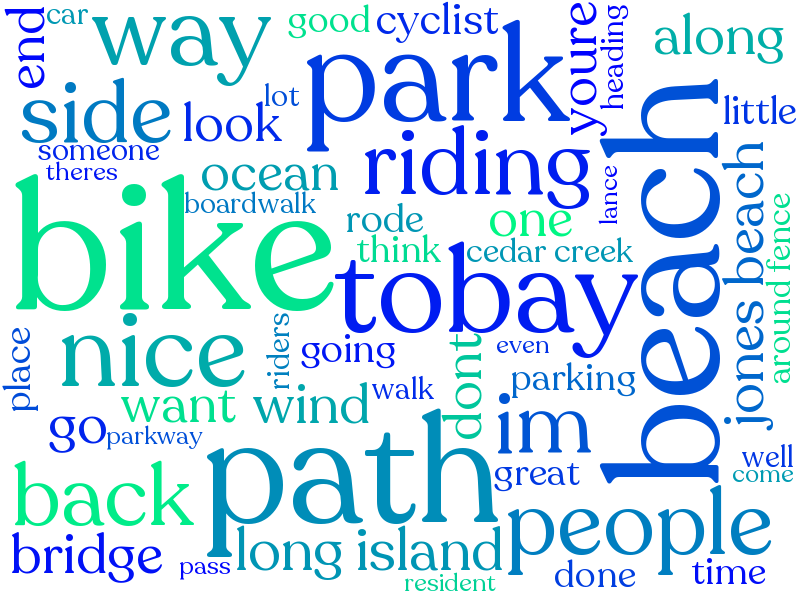 car
end
way
good
cyclist
youre
heading
along
side
look
lot
park
little
someone
theres
ocean
riding
lance
beach
boardwalk
rode
one
bike
think
cedar creek
tobay
jones beach
around fence
place
nice
riders
going
even
dont
parking
want
wind
walk
im
go
parkway
path
great
well
come
back
people
bridge
pass
long island
resident
done
time